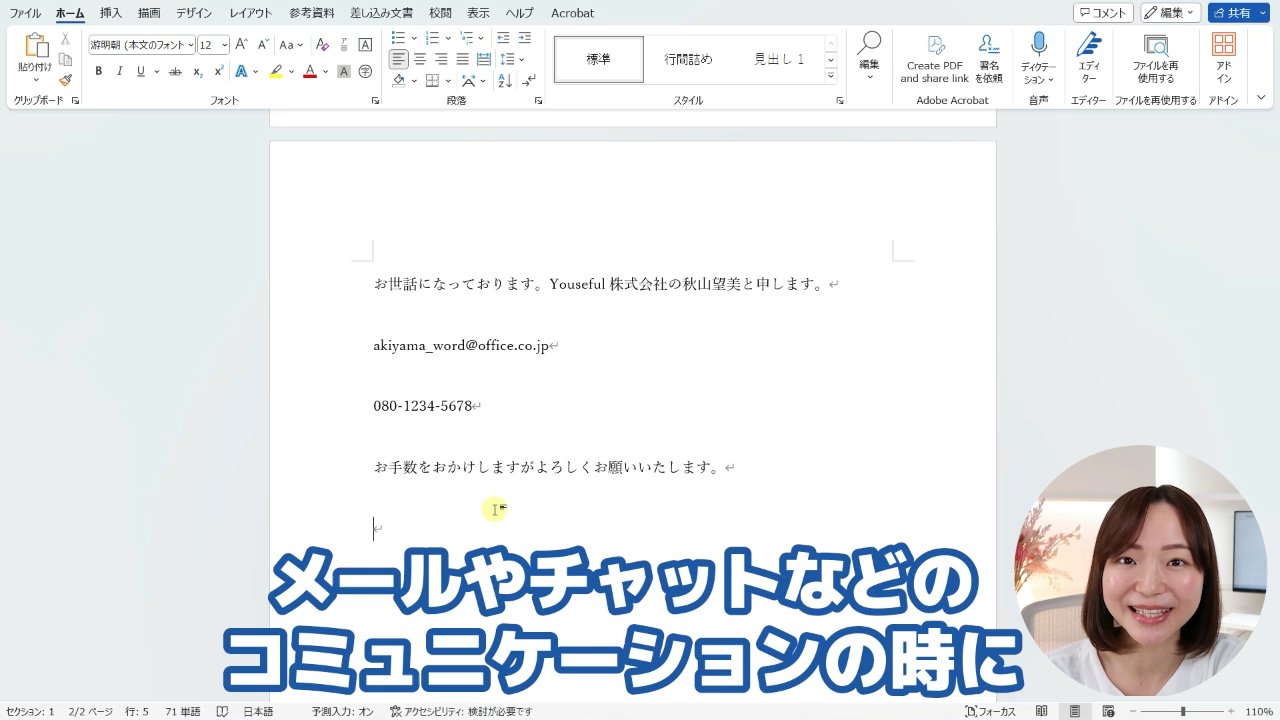 ファイル ホーム 挿入 描画 デザイン レイアウト 参考資料 差し込み文書 校閲 表示 ヘルプ Acrobat コメント 編集 共有
貼り付け
クリップボード
游明朝 (本文のフォント) 12
Aa
B I U ab x₂ x²
フォント
段落
標準 行間詰め 見出し 1
スタイル
編集
Create PDF
and share link
署名
を依頼
Adobe Acrobat
ディクテー
ション
音声
エディ
ター
エディター
ファイルを再
使用する
ファイルを再使用する
アド
イン
アドイン
お世話になっております。Youseful 株式会社の秋山望美と申します。
akiyama_word@office.co.jp
080-1234-5678
お手数をおかけしますがよろしくお願いいたします。
メールやチャットなどの
コミュニケーションの時に
セクション: 1 2/2 ページ 行: 5 71 単語 日本語 予測入力: オン アクセシビリティ: 検討が必要です フォーカス 110%